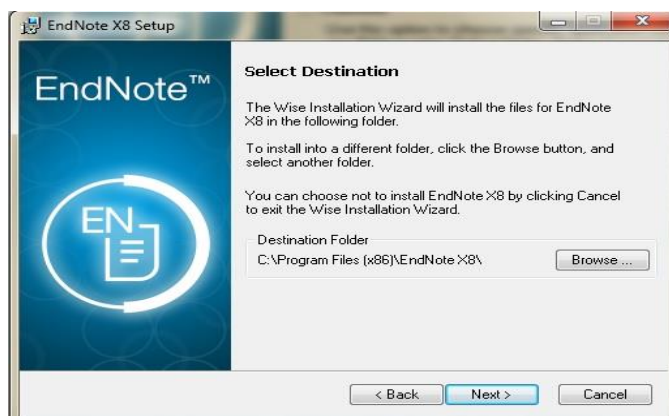 EndNote X8 Setup
EndNote™
EN
Select Destination
The Wise Installation Wizard will install the files for EndNote
X8 in the following folder.
To install into a different folder, click the Browse button, and
select another folder.
You can choose not to install EndNote X8 by clicking Cancel
to exit the Wise Installation Wizard.
Destination Folder
C:\Program Files (x86)\EndNote X8\
Browse ...
< Back
Next >
Cancel